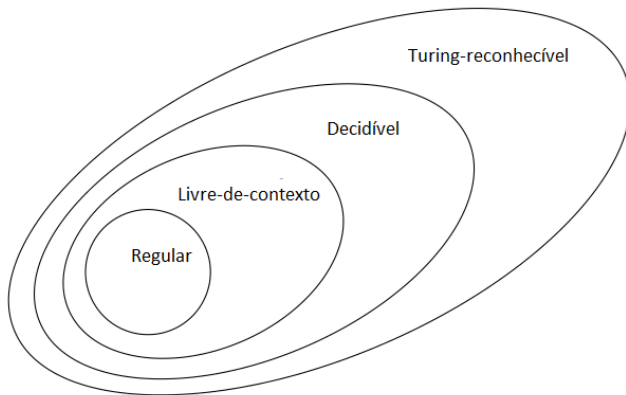 Turing-reconhecível
Decidível
Livre-de-contexto
Regular